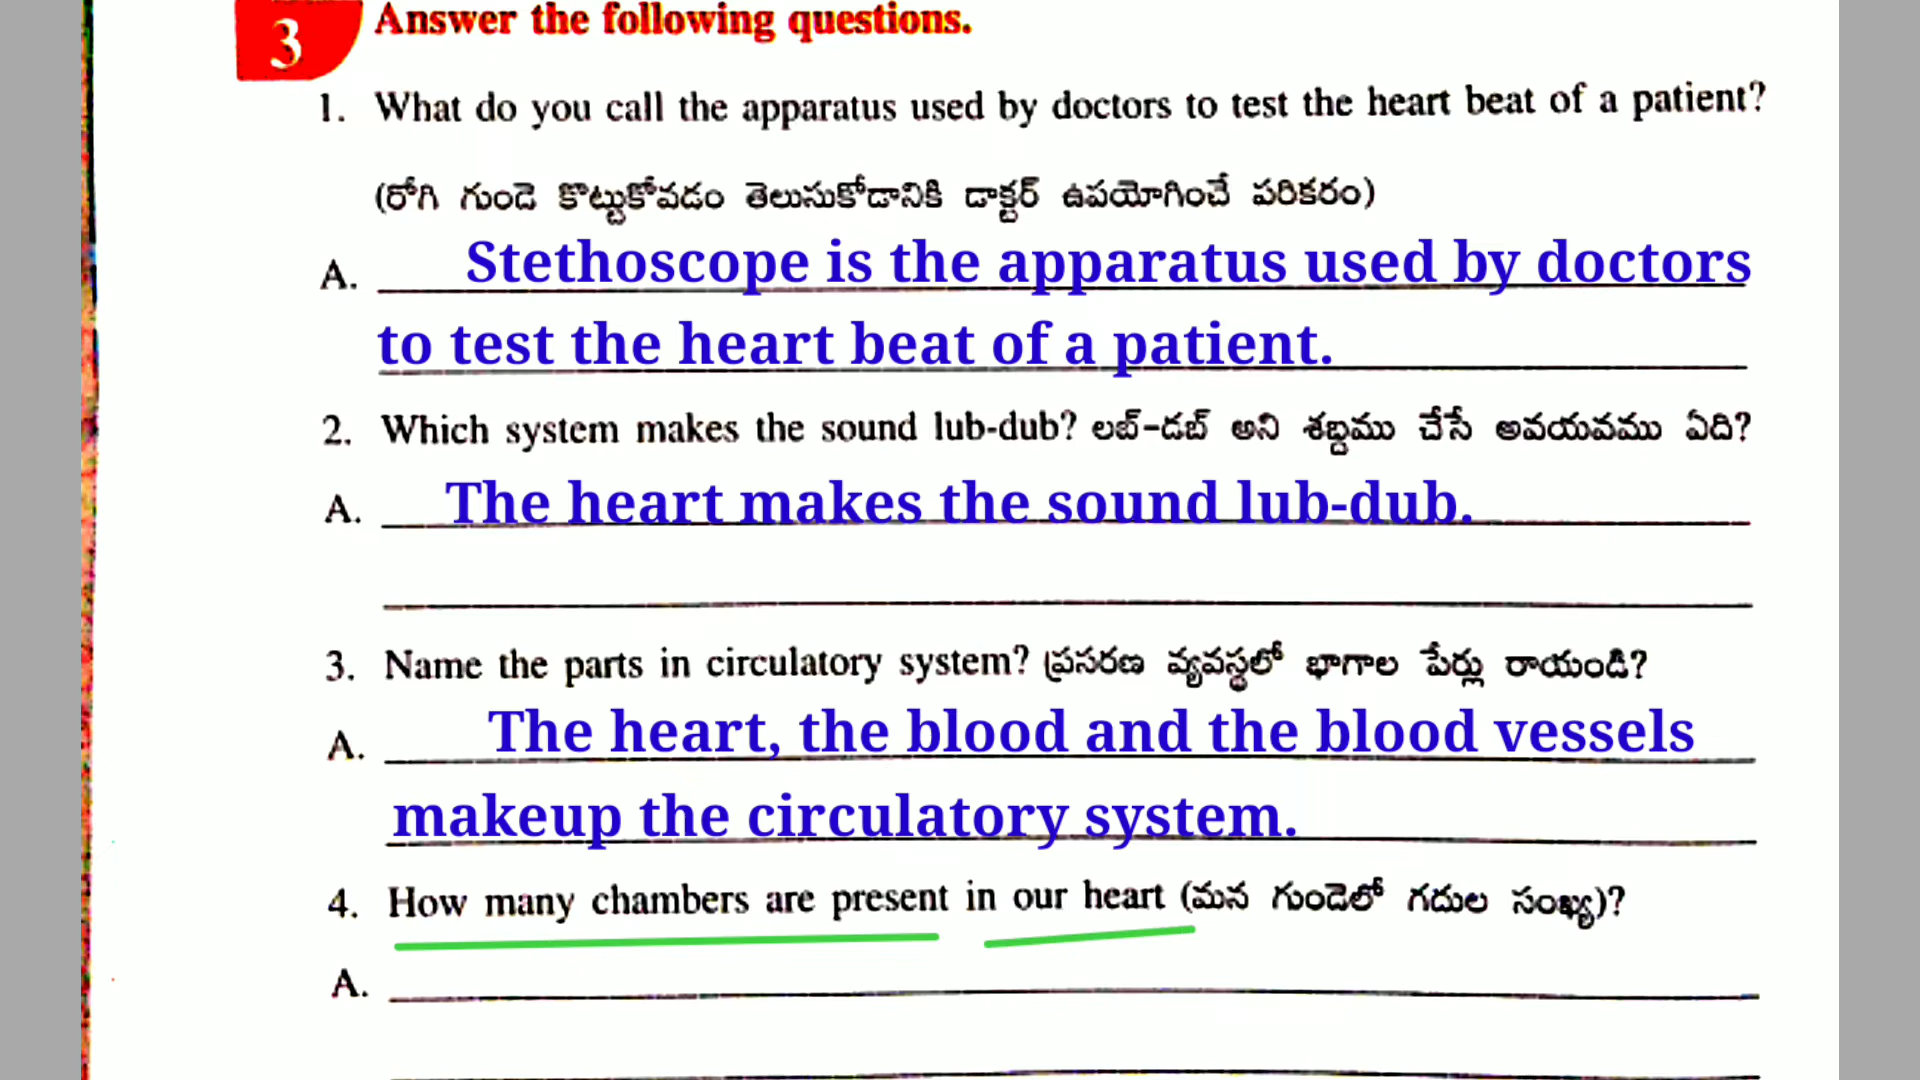 3 Answer the following questions.
1. What do you call the apparatus used by doctors to test the heart beat of a patient?
(రోగి గుండె కొట్టుకోవడం తెలుసుకోడానికి డాక్టర్ ఉపయోగించే పరికరం)
A. Stethoscope is the apparatus used by doctors
to test the heart beat of a patient.
2. Which system makes the sound lub-dub? లబ్-డబ్ అని శబ్దము చేసే అవయవము ఏది?
A. The heart makes the sound lub-dub.
3. Name the parts in circulatory system? (ప్రసరణ వ్యవస్థలో భాగాల పేర్లు రాయండి?
A. The heart, the blood and the blood vessels
makeup the circulatory system.
4. How many chambers are present in our heart (మన గుండెలో గదుల సంఖ్య)?
A.